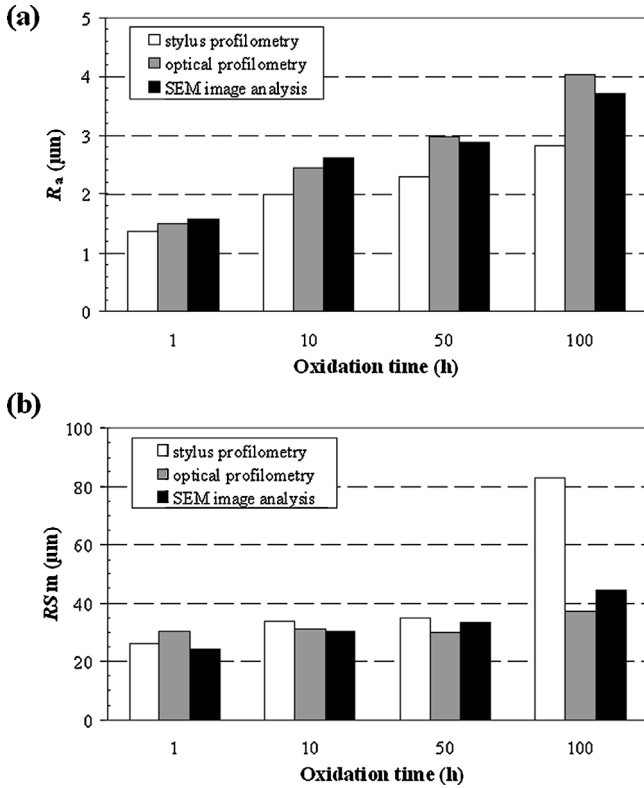 (a)
5
4
3
2
1
0
Ra (µm)
stylus profilometry
optical profilometry
SEM image analysis
1 10 50 100
Oxidation time (h)
(b)
100
80
60
40
20
0
RSm (µm)
stylus profilometry
optical profilometry
SEM image analysis
1 10 50 100
Oxidation time (h)